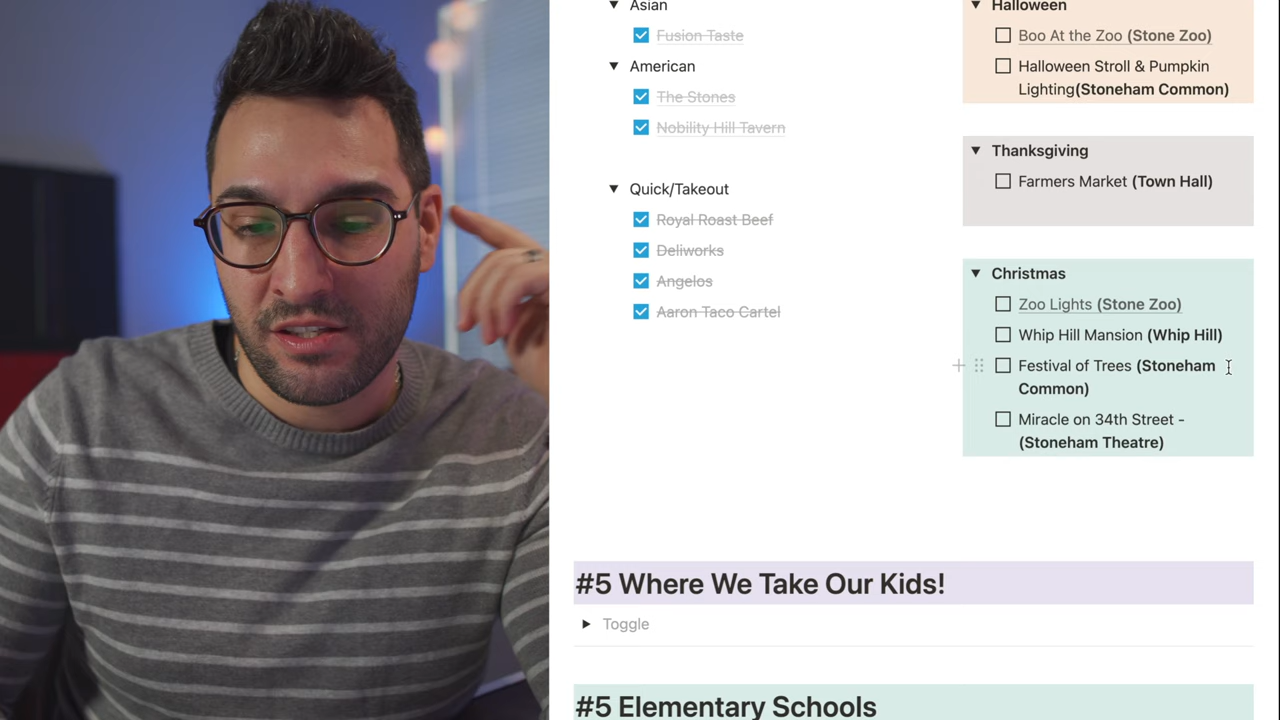 Asian
Fusion Taste
American
The Stones
Nobility Hill Tavern
Quick/Takeout
Royal Roast Beef
Deliworks
Angelos
Aaron Taco Cartel
Halloween
Boo At the Zoo (Stone Zoo)
Halloween Stroll & Pumpkin
Lighting(Stoneham Common)
Thanksgiving
Farmers Market (Town Hall)
Christmas
Zoo Lights (Stone Zoo)
Whip Hill Mansion (Whip Hill)
Festival of Trees (Stoneham
Common)
Miracle on 34th Street -
(Stoneham Theatre)
#5 Where We Take Our Kids!
Toggle
#5 Elementary Schools